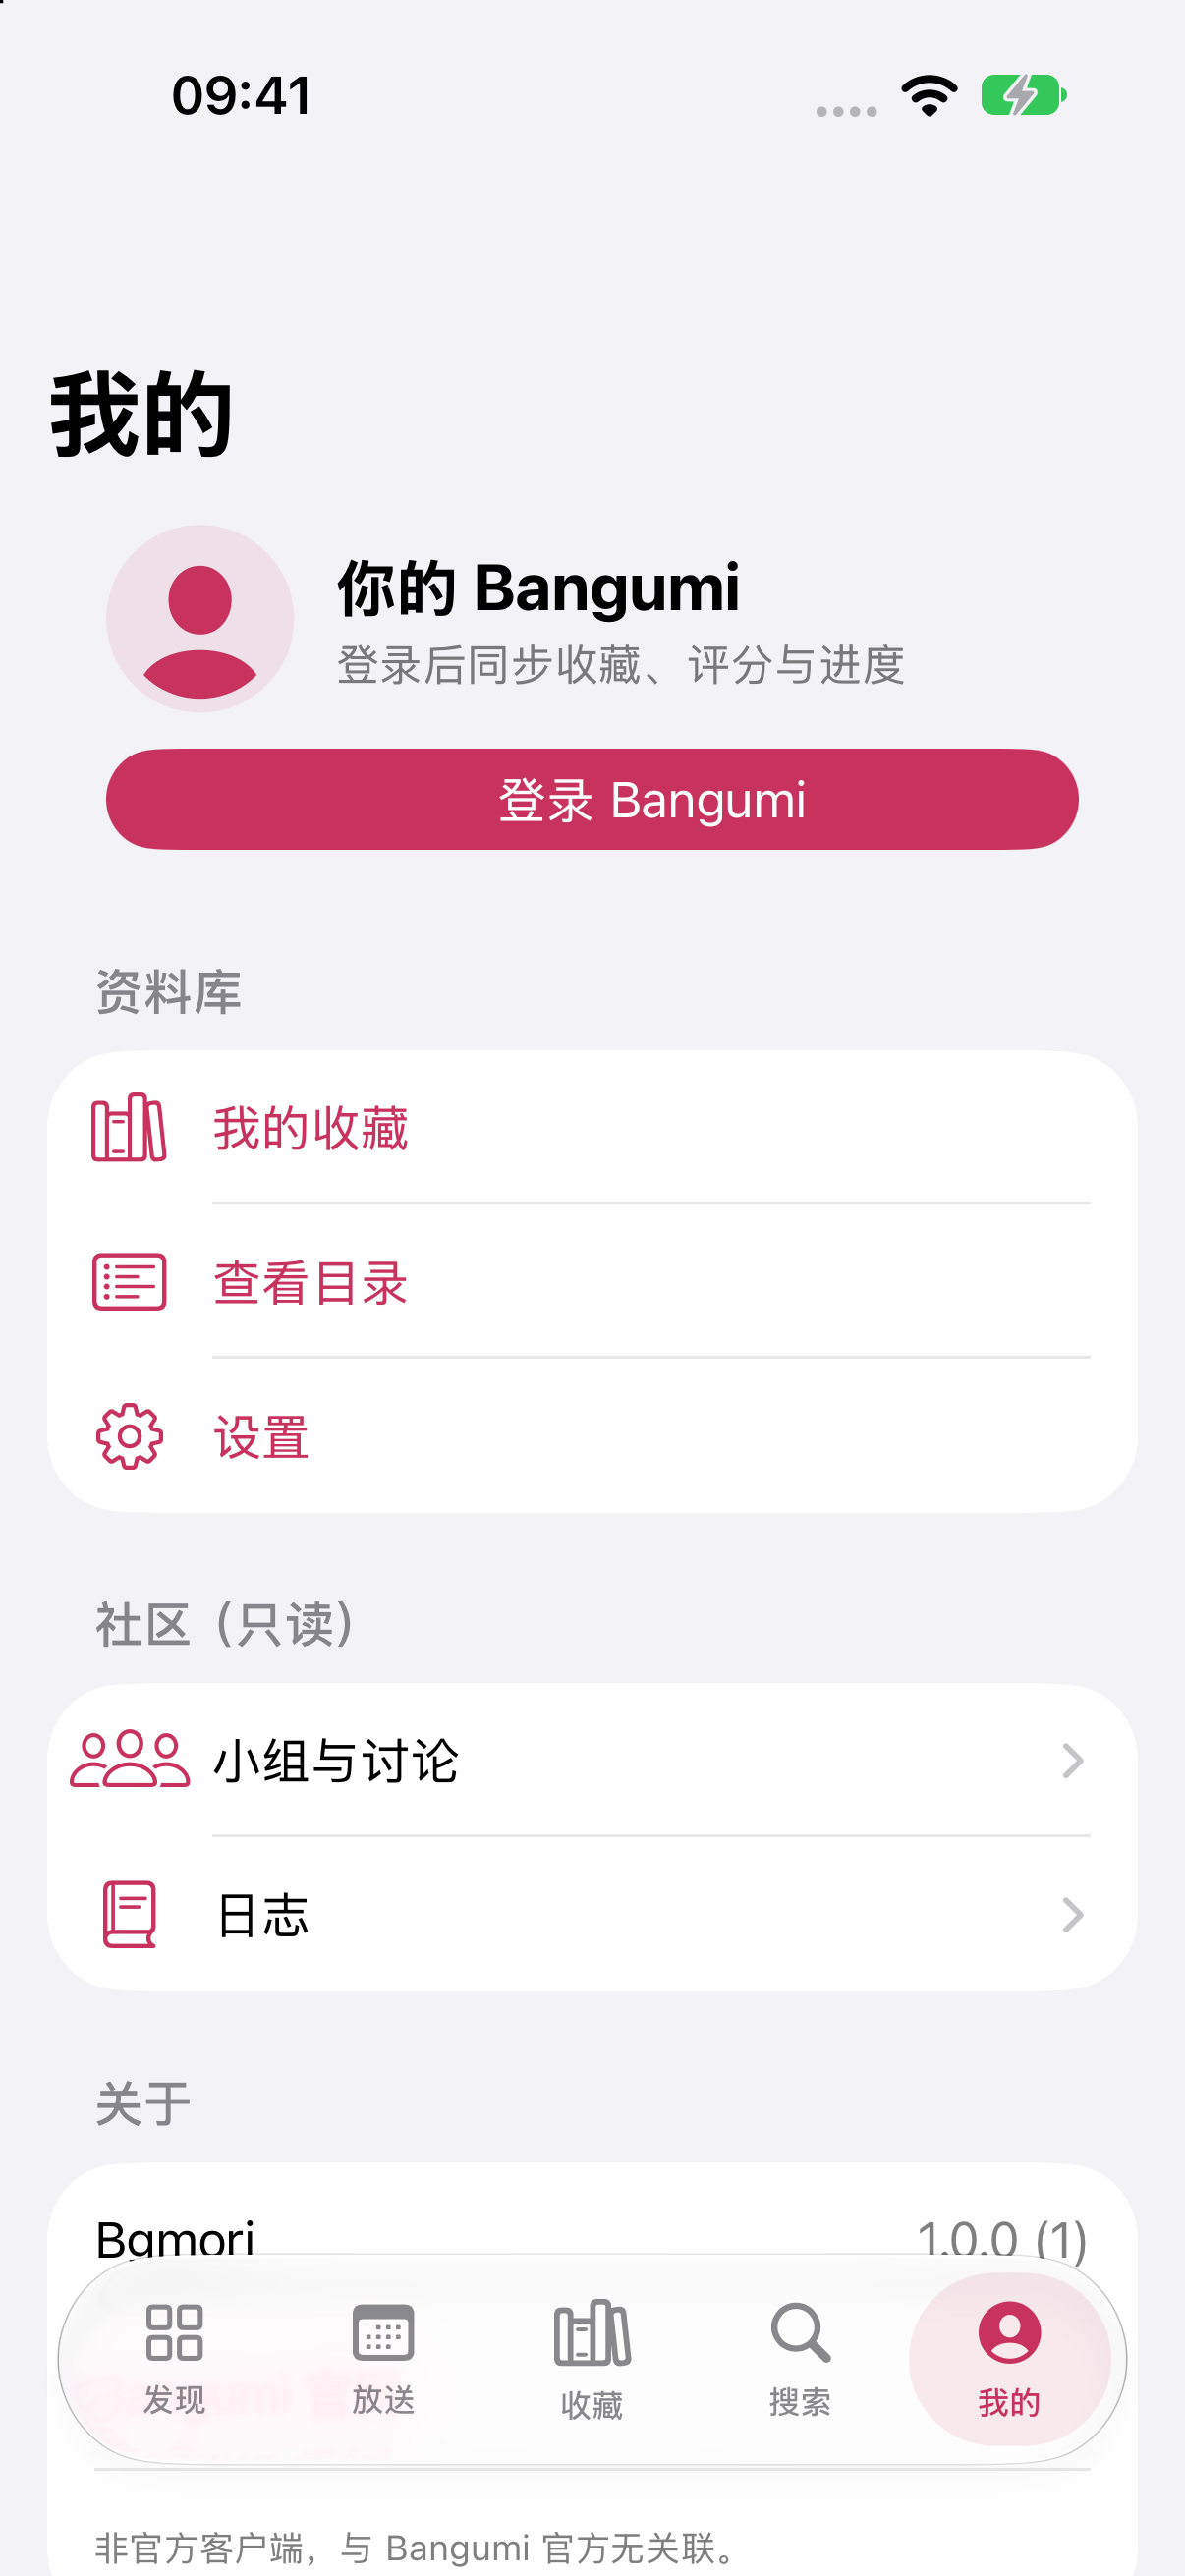 09:41
我的
你的 Bangumi
登录后同步收藏、评分与进度
登录 Bangumi
资料库
我的收藏
查看目录
设置
社区（只读）
小组与讨论
日志
关于
Bgmori 1.0.0 (1)
发现 放送 收藏 搜索 我的
非官方客户端，与 Bangumi 官方无关联。